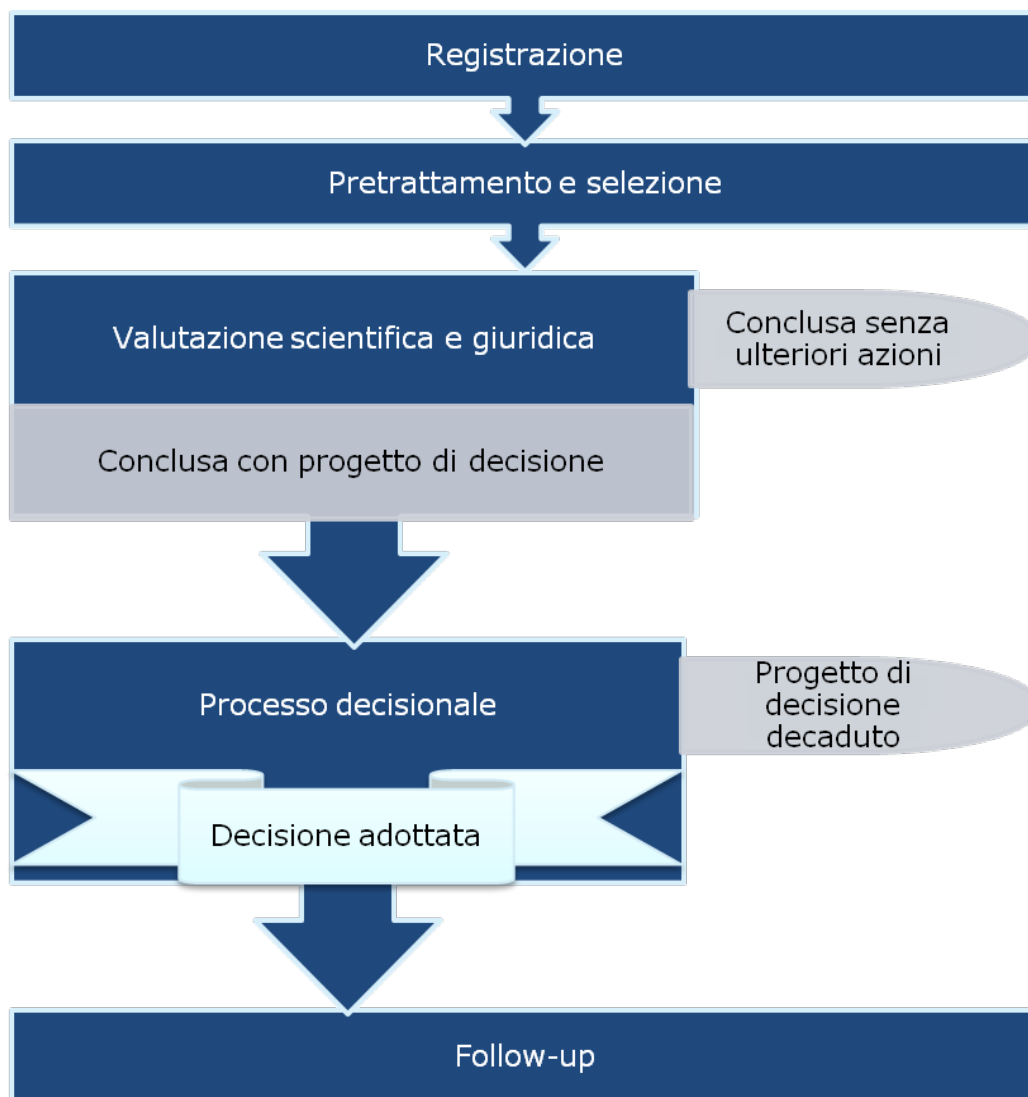 Registrazione
Pretrattamento e selezione
Valutazione scientifica e giuridica
Conclusa senza
ulteriori azioni
Conclusa con progetto di decisione
Processo decisionale
Progetto di
decisione
decaduto
Decisione adottata
Follow-up